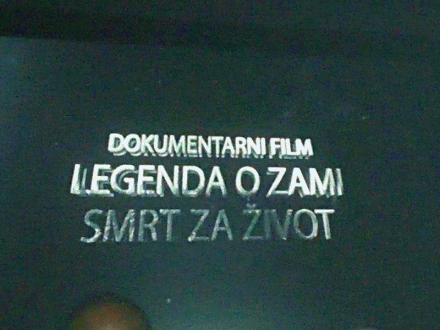 DOKUMENTARNI FILM
LEGENDA O ZAMI
SMRT ZA ŽIVOT